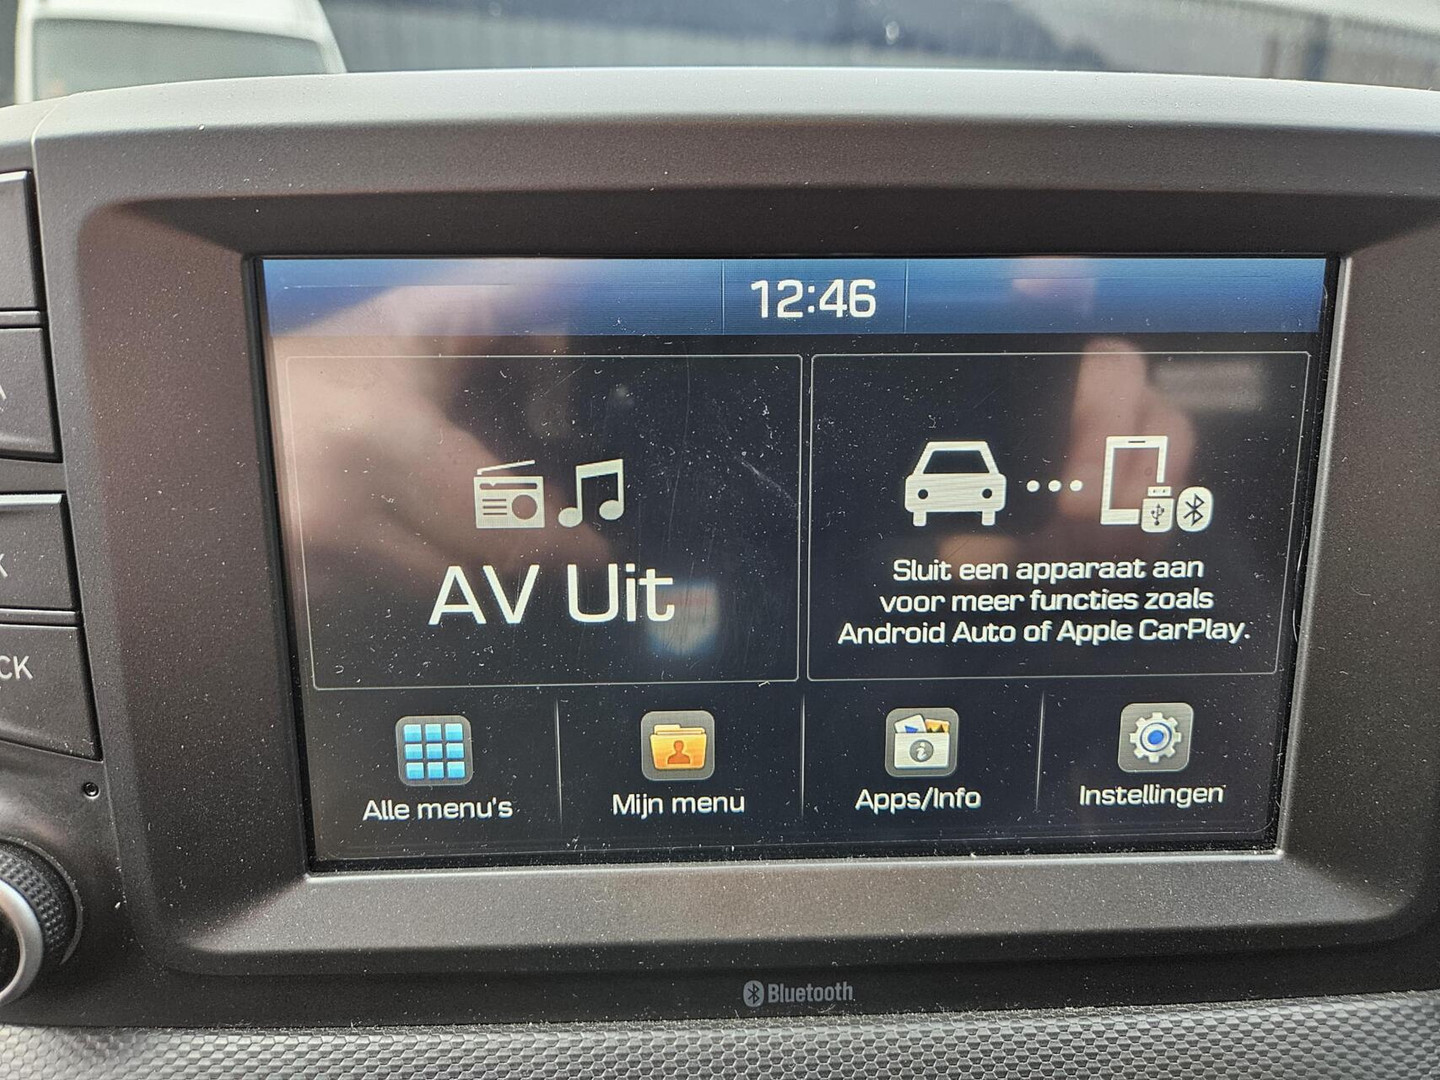 12:46
AV Uit
Sluit een apparaat aan
voor meer functies zoals
Android Auto of Apple CarPlay.
Alle menu's
Mijn menu
Apps/Info
Instellingen
CK
Bluetooth